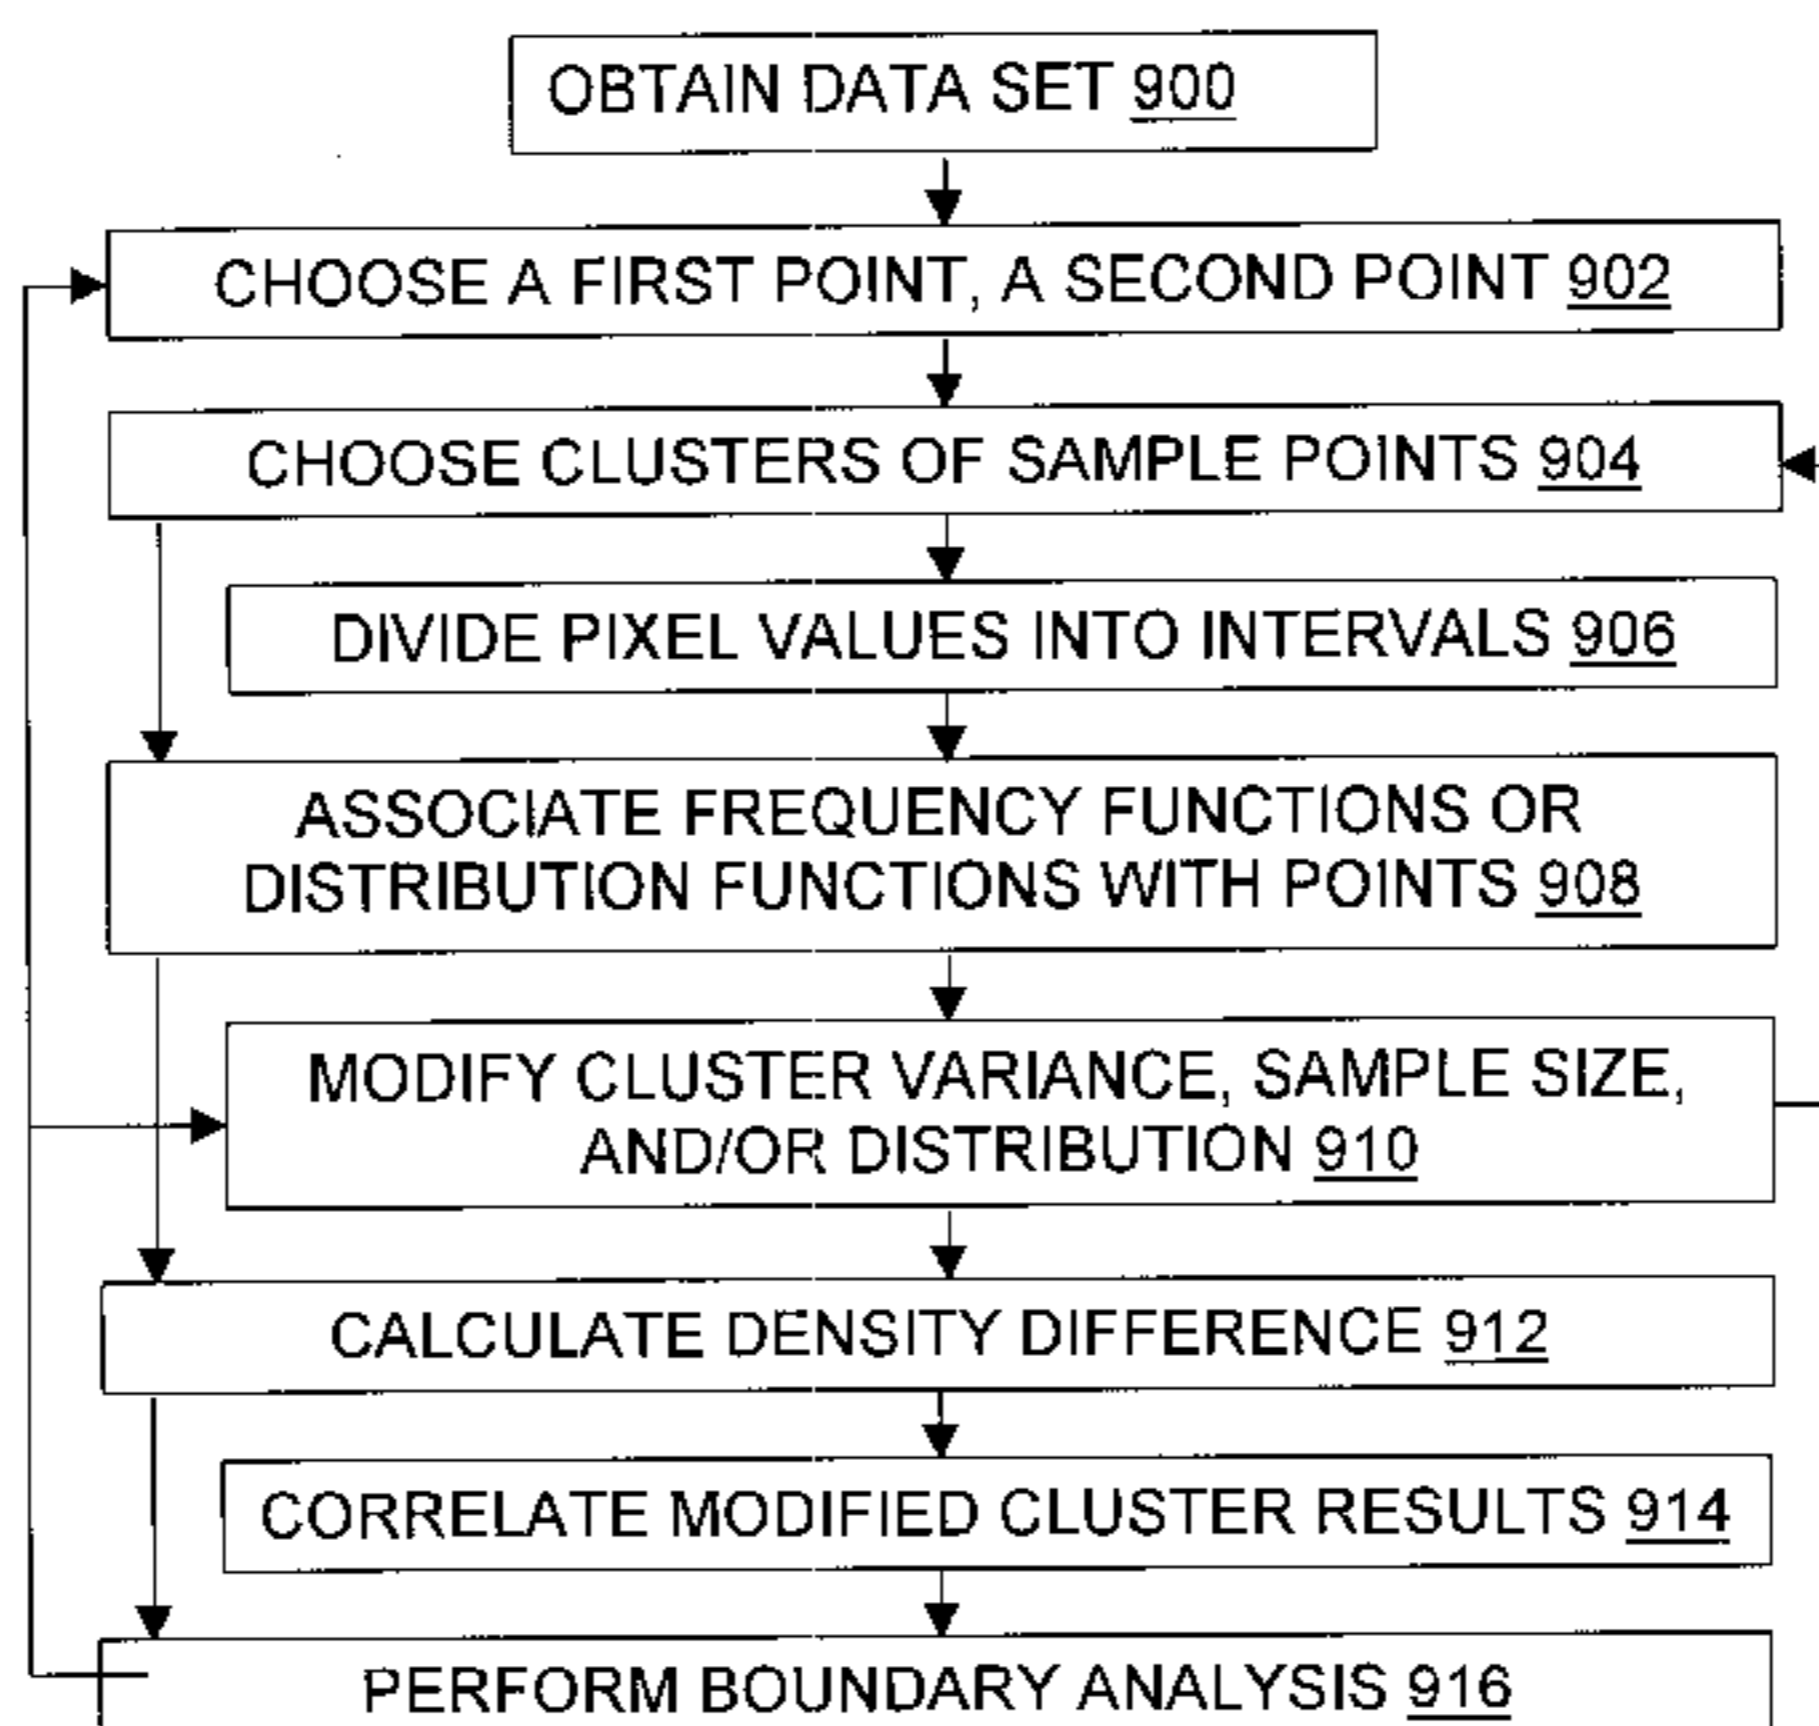 OBTAIN DATA SET 900
CHOOSE A FIRST POINT, A SECOND POINT 902
CHOOSE CLUSTERS OF SAMPLE POINTS 904
DIVIDE PIXEL VALUES INTO INTERVALS 906
ASSOCIATE FREQUENCY FUNCTIONS OR
DISTRIBUTION FUNCTIONS WITH POINTS 908
MODIFY CLUSTER VARIANCE, SAMPLE SIZE,
AND/OR DISTRIBUTION 910
CALCULATE DENSITY DIFFERENCE 912
CORRELATE MODIFIED CLUSTER RESULTS 914
PERFORM BOUNDARY ANALYSIS 916